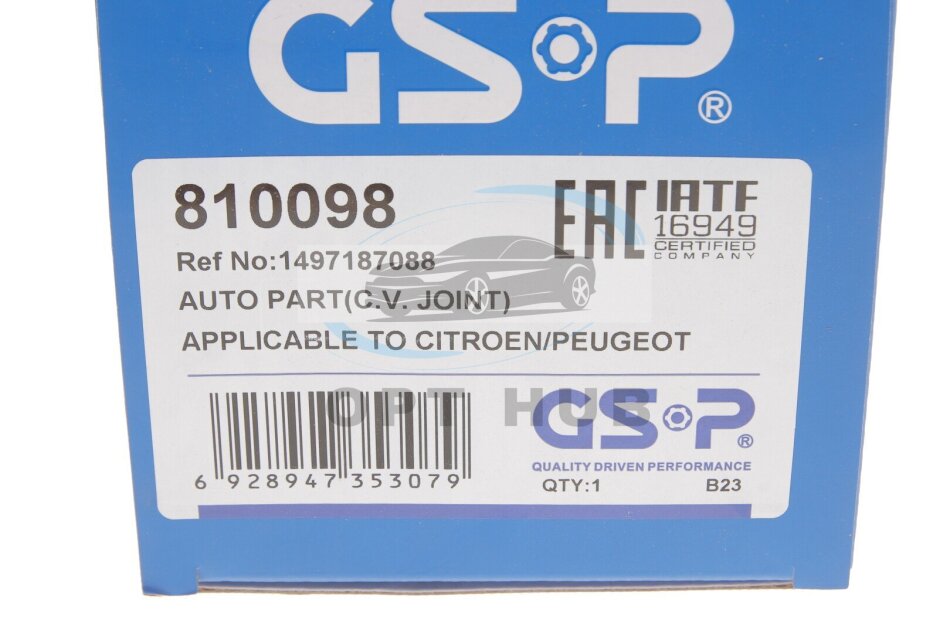 GSP®
810098
EAC
IATF
16949
CERTIFIED
COMPANY
Ref No:1497187088
AUTO PART(C.V. JOINT)
APPLICABLE TO CITROEN/PEUGEOT
OPT HUB
GSP®
QUALITY DRIVEN PERFORMANCE
6 928947 353079
QTY:1 B23